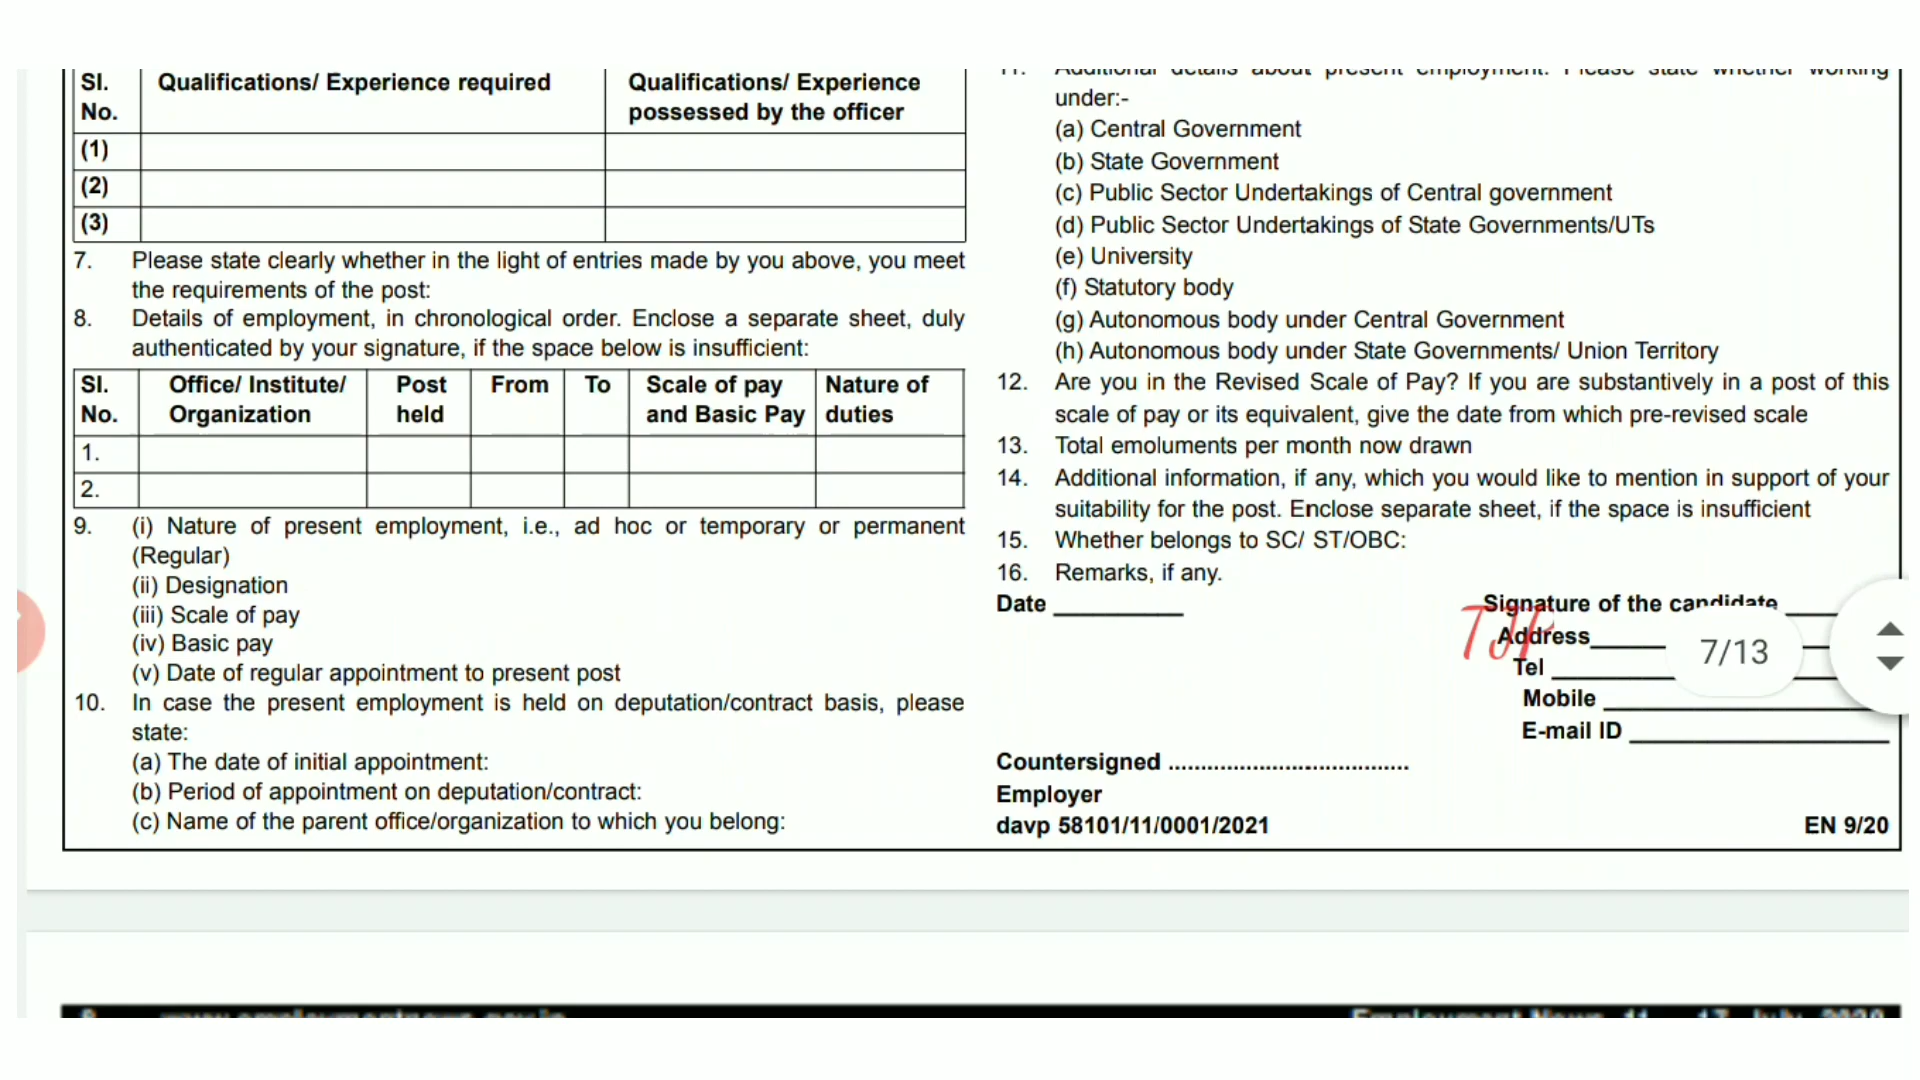 Sl. No.
Qualifications/ Experience required
Qualifications/ Experience possessed by the officer
(1)
(2)
(3)
7. Please state clearly whether in the light of entries made by you above, you meet
the requirements of the post:
8. Details of employment, in chronological order. Enclose a separate sheet, duly
authenticated by your signature, if the space below is insufficient:
Sl. No.
Office/ Institute/ Organization
Post held
From
To
Scale of pay and Basic Pay
Nature of duties
1.
2.
9. (i) Nature of present employment, i.e., ad hoc or temporary or permanent
(Regular)
(ii) Designation
(iii) Scale of pay
(iv) Basic pay
(v) Date of regular appointment to present post
10. In case the present employment is held on deputation/contract basis, please
state:
(a) The date of initial appointment:
(b) Period of appointment on deputation/contract:
(c) Name of the parent office/organization to which you belong:
11. Additional details about present employment. Please state whether working
under:-
(a) Central Government
(b) State Government
(c) Public Sector Undertakings of Central government
(d) Public Sector Undertakings of State Governments/UTs
(e) University
(f) Statutory body
(g) Autonomous body under Central Government
(h) Autonomous body under State Governments/ Union Territory
12. Are you in the Revised Scale of Pay? If you are substantively in a post of this
scale of pay or its equivalent, give the date from which pre-revised scale
13. Total emoluments per month now drawn
14. Additional information, if any, which you would like to mention in support of your
suitability for the post. Enclose separate sheet, if the space is insufficient
15. Whether belongs to SC/ ST/OBC:
16. Remarks, if any.
Date
Signature of the candidate
Address
7/13
Tel
Mobile
E-mail ID
Countersigned ......................................
Employer
davp 58101/11/0001/2021
EN 9/20